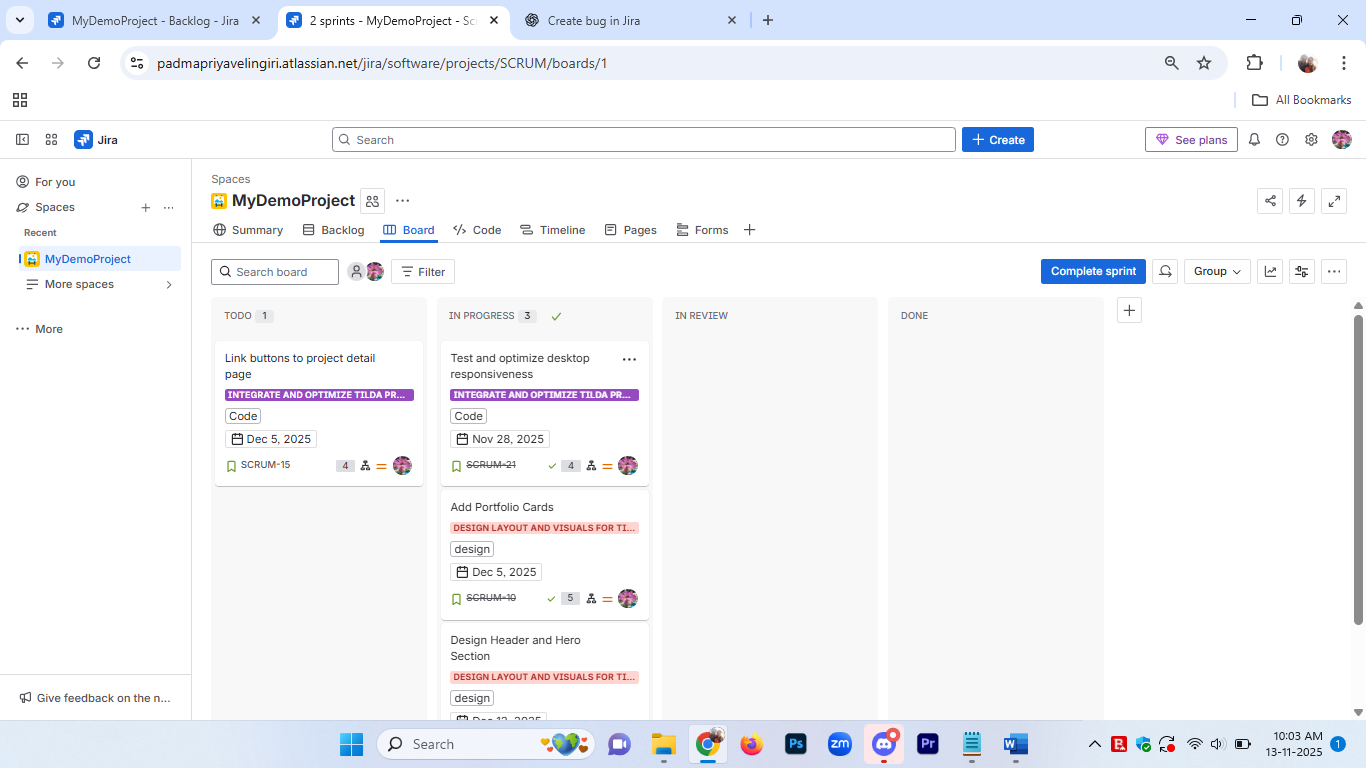 MyDemoProject - Backlog - Jira
2 sprints - MyDemoProject - Sc
Create bug in Jira
padmapriyavelingiri.atlassian.net/jira/software/projects/SCRUM/boards/1
All Bookmarks
Jira
Search
Create
See plans
For you
Spaces
Recent
MyDemoProject
More spaces
More
Give feedback on the n...
Spaces
MyDemoProject
Summary
Backlog
Board
Code
Timeline
Pages
Forms
Search board
Filter
Complete sprint
Group
TODO 1
Link buttons to project detail
page
INTEGRATE AND OPTIMIZE TILDA PR...
Code
Dec 5, 2025
SCRUM-15
4
IN PROGRESS 3
Test and optimize desktop
responsiveness
INTEGRATE AND OPTIMIZE TILDA PR...
Code
Nov 28, 2025
SCRUM-21
4
Add Portfolio Cards
DESIGN LAYOUT AND VISUALS FOR TI...
design
Dec 5, 2025
SCRUM-10
5
Design Header and Hero
Section
DESIGN LAYOUT AND VISUALS FOR TI...
design
Dec 12, 2025
IN REVIEW
DONE
Search
Ps
zm
Pr
10:03 AM
13-11-2025
1